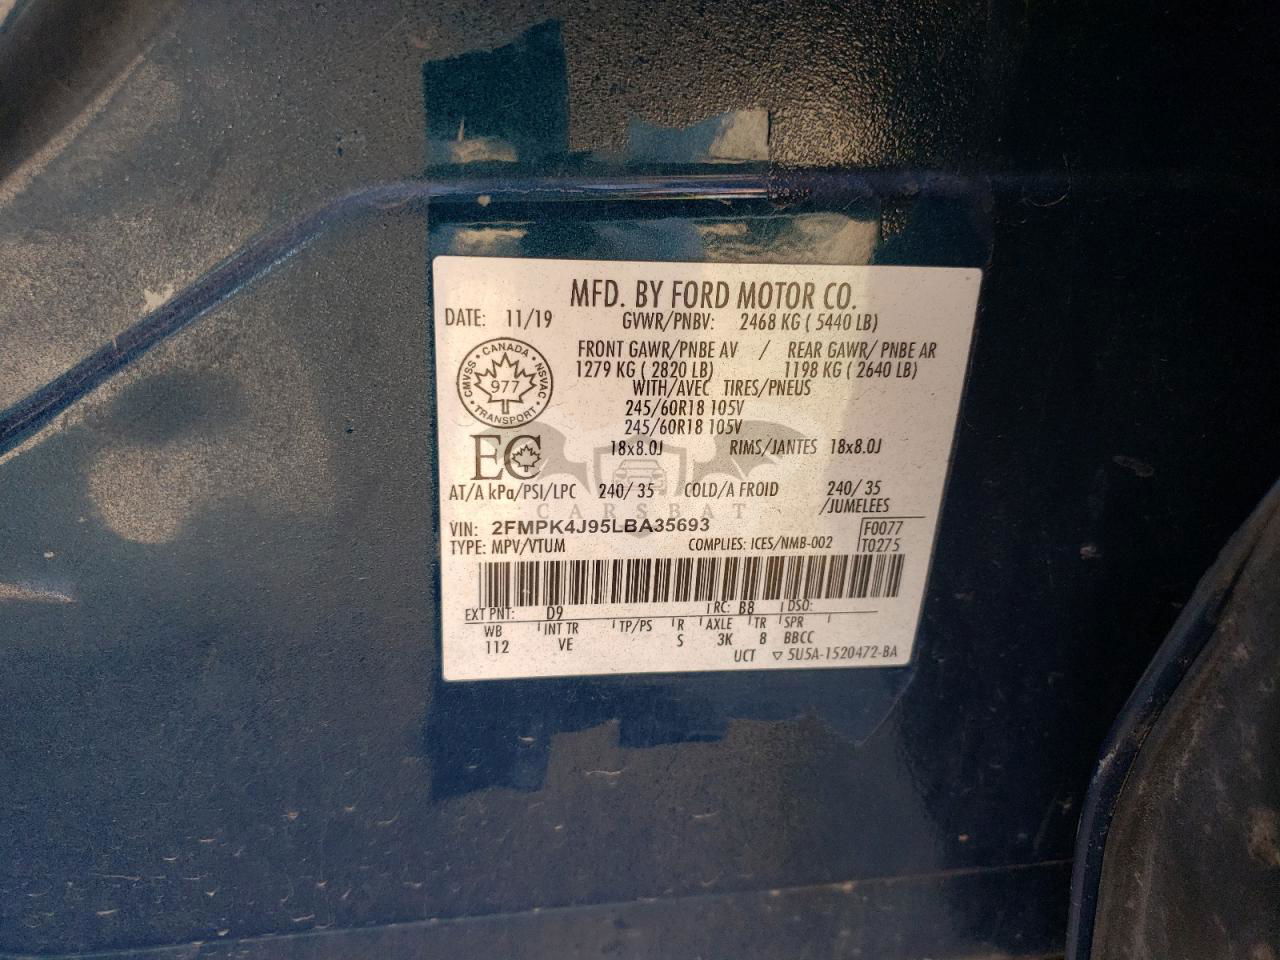 MFD. BY FORD MOTOR CO.
DATE: 11/19 GVWR/PNBV: 2468 KG ( 5440 LB)
FRONT GAWR/PNBE AV / REAR GAWR/ PNBE AR
1279 KG ( 2820 LB) 1198 KG ( 2640 LB)
WITH/AVEC TIRES/PNEUS
245/60R18 105V
245/60R18 105V
18x8.0J RIMS/JANTES 18x8.0J
CMVSS · CANADA · NSVAC · TRANSPORT ·
977
EC
AT/A kPa/PSI/LPC 240/ 35 COLD/A FROID 240/ 35
/JUMELEES
CARSBAT
VIN: 2FMPK4J95LBA35693 F0077
TYPE: MPV/VTUM COMPLIES: ICES/NMB-002 T0275
EXT PNT: D9 RC: B8 DSO:
WB INT TR TP/PS R AXLE TR SPR
112 VE S 3K 8 BBCC
UCT ▽ 5U5A-1520472-BA